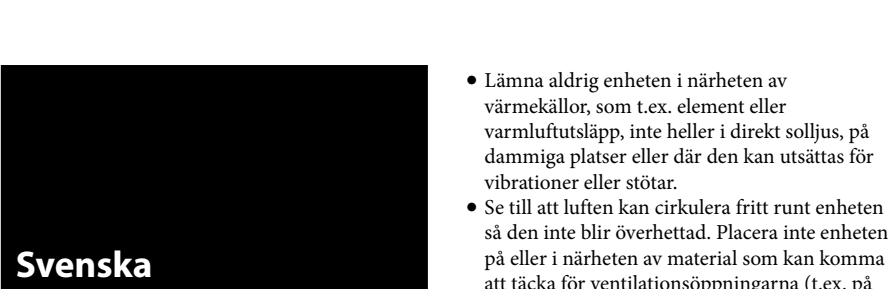 Svenska
• Lämna aldrig enheten i närheten av
värmekällor, som t.ex. element eller
varmluftutsläpp, inte heller i direkt solljus, på
dammiga platser eller där den kan utsättas för
vibrationer eller stötar.
• Se till att luften kan cirkulera fritt runt enheten
så den inte blir överhettad. Placera inte enheten
på eller i närheten av material som kan komma
att täcka för ventilationsöppningarna (t.ex. på